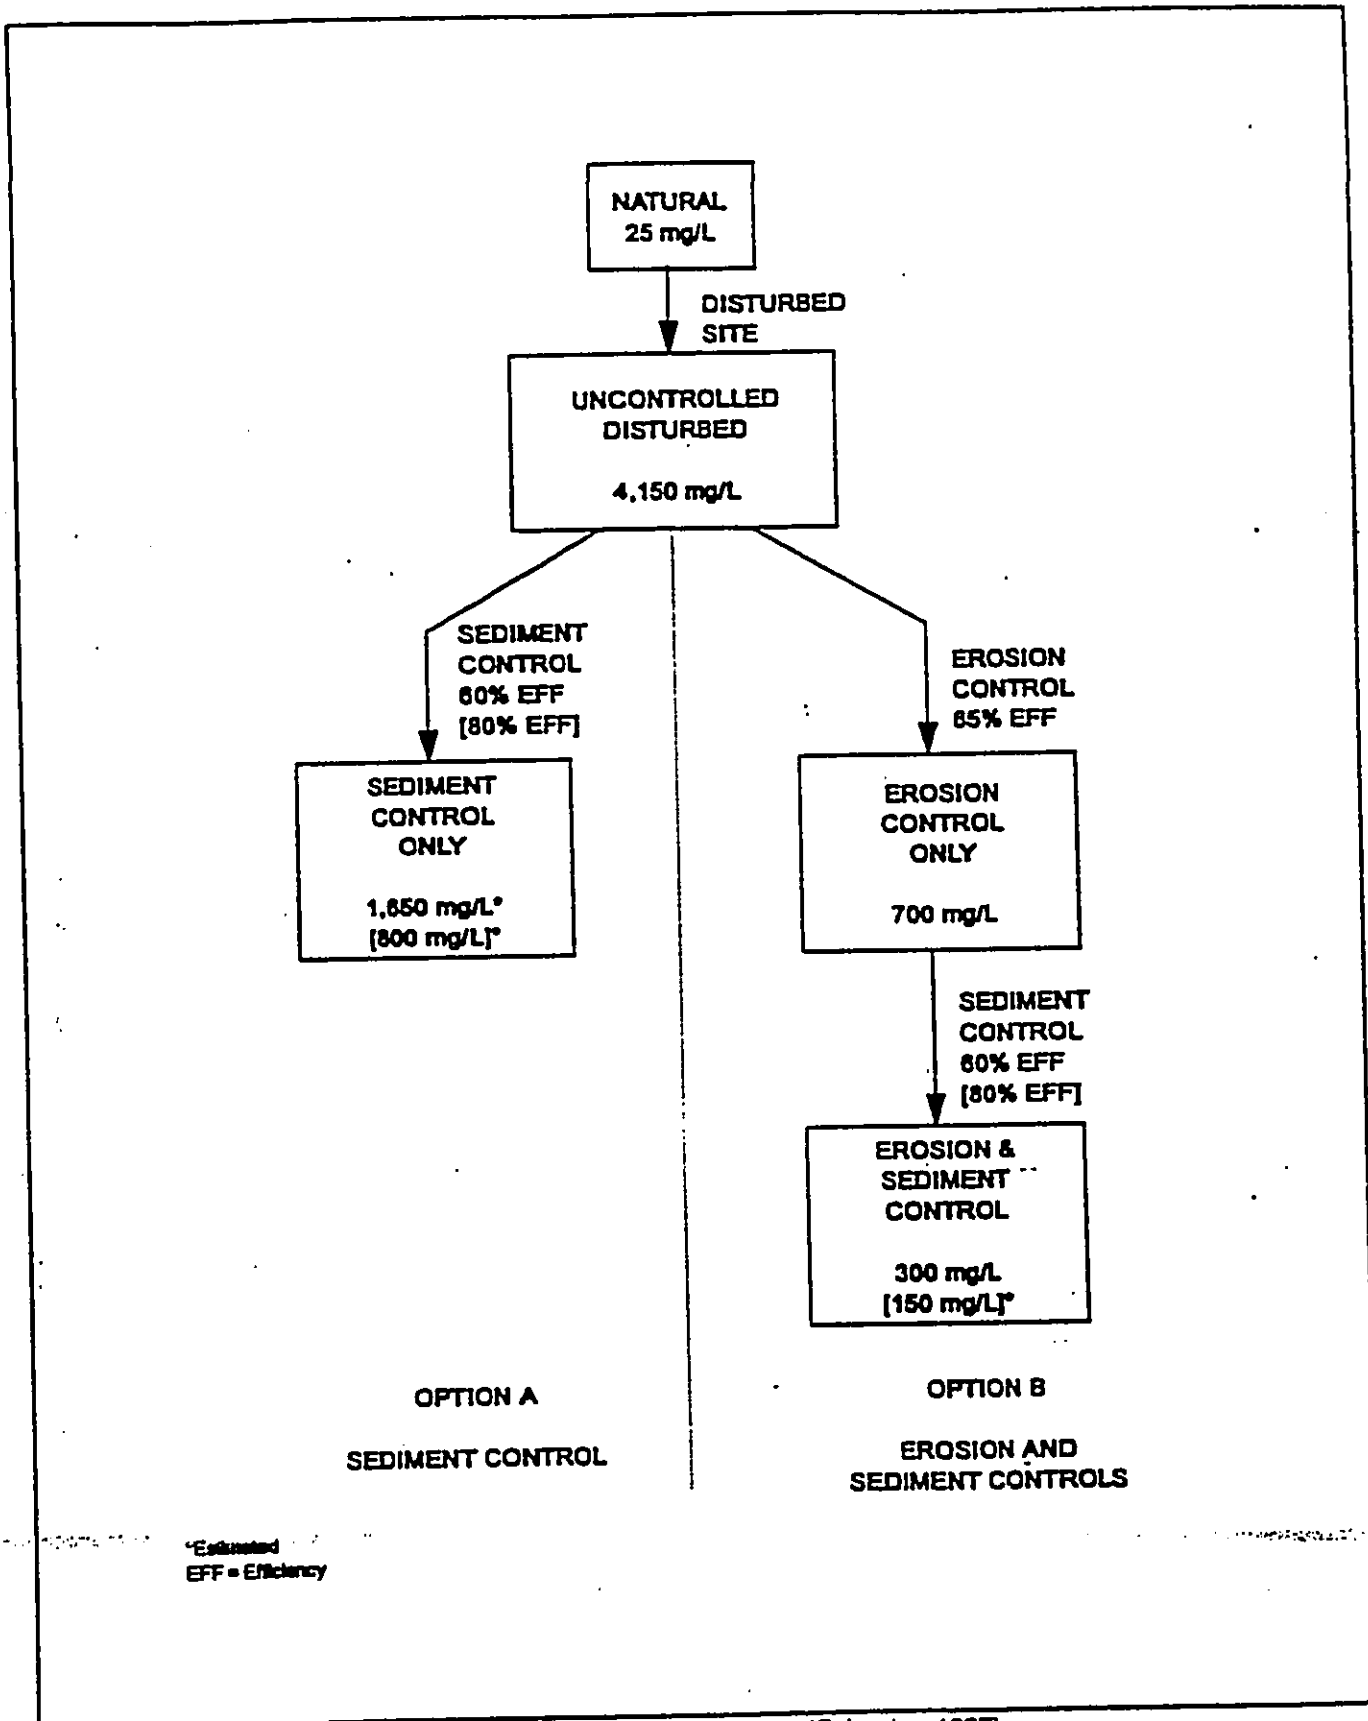 NATURAL
25 mg/L
DISTURBED
SITE
UNCONTROLLED
DISTURBED
4,150 mg/L
SEDIMENT
CONTROL
60% EFF
[80% EFF]
EROSION
CONTROL
85% EFF
SEDIMENT
CONTROL
ONLY
1,650 mg/L*
[800 mg/L]*
EROSION
CONTROL
ONLY
700 mg/L
SEDIMENT
CONTROL
60% EFF
[80% EFF]
EROSION &
SEDIMENT
CONTROL
300 mg/L
[150 mg/L]*
OPTION A
SEDIMENT CONTROL
OPTION B
EROSION AND
SEDIMENT CONTROLS
*Estimated
EFF = Efficiency